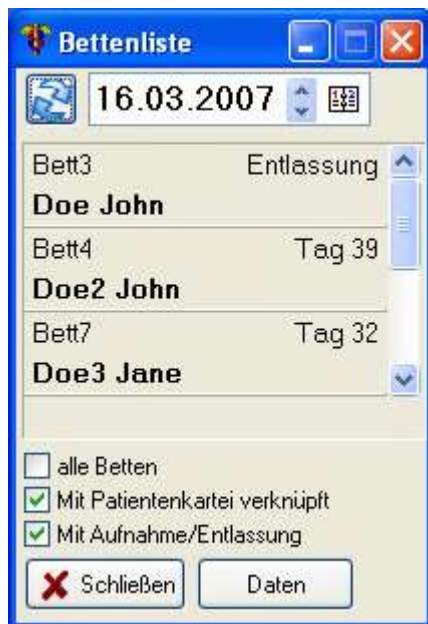 Bettenliste
16.03.2007
Bett3 Entlassung
Doe John
Bett4 Tag 39
Doe2 John
Bett7 Tag 32
Doe3 Jane
alle Betten
Mit Patientenkartei verknüpft
Mit Aufnahme/Entlassung
Schließen Daten